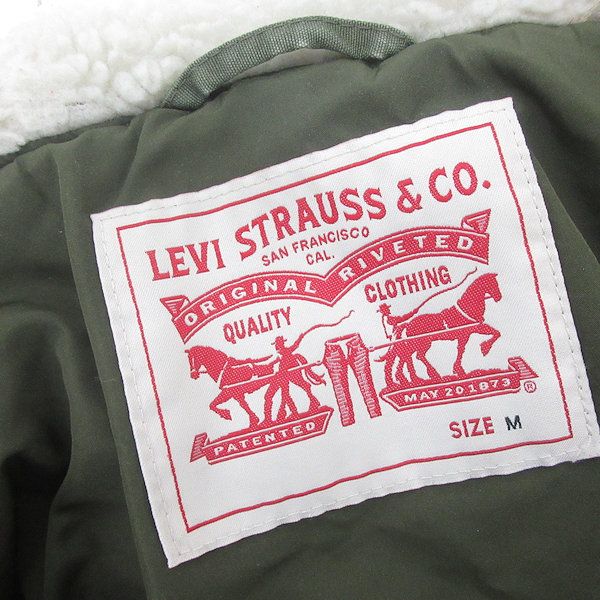 LEVI STRAUSS & CO.
SAN FRANCISCO
CAL.
ORIGINAL RIVETED
QUALITY CLOTHING
PATENTED MAY 20 1873 ®
SIZE M